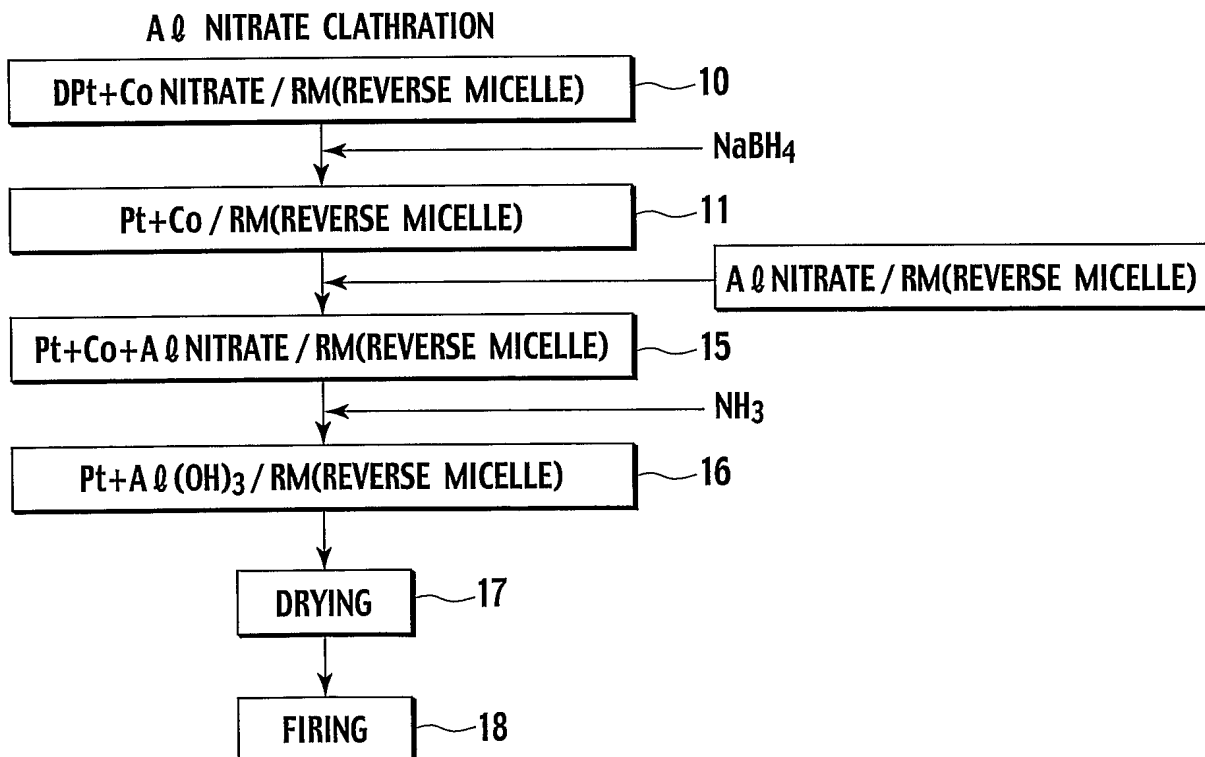 Aℓ NITRATE CLATHRATION
DPt+Co NITRATE / RM(REVERSE MICELLE)
10
NaBH4
Pt+Co / RM(REVERSE MICELLE)
11
Aℓ NITRATE / RM(REVERSE MICELLE)
Pt+Co+Aℓ NITRATE / RM(REVERSE MICELLE)
15
NH3
Pt+Aℓ(OH)3 / RM(REVERSE MICELLE)
16
DRYING
17
FIRING
18